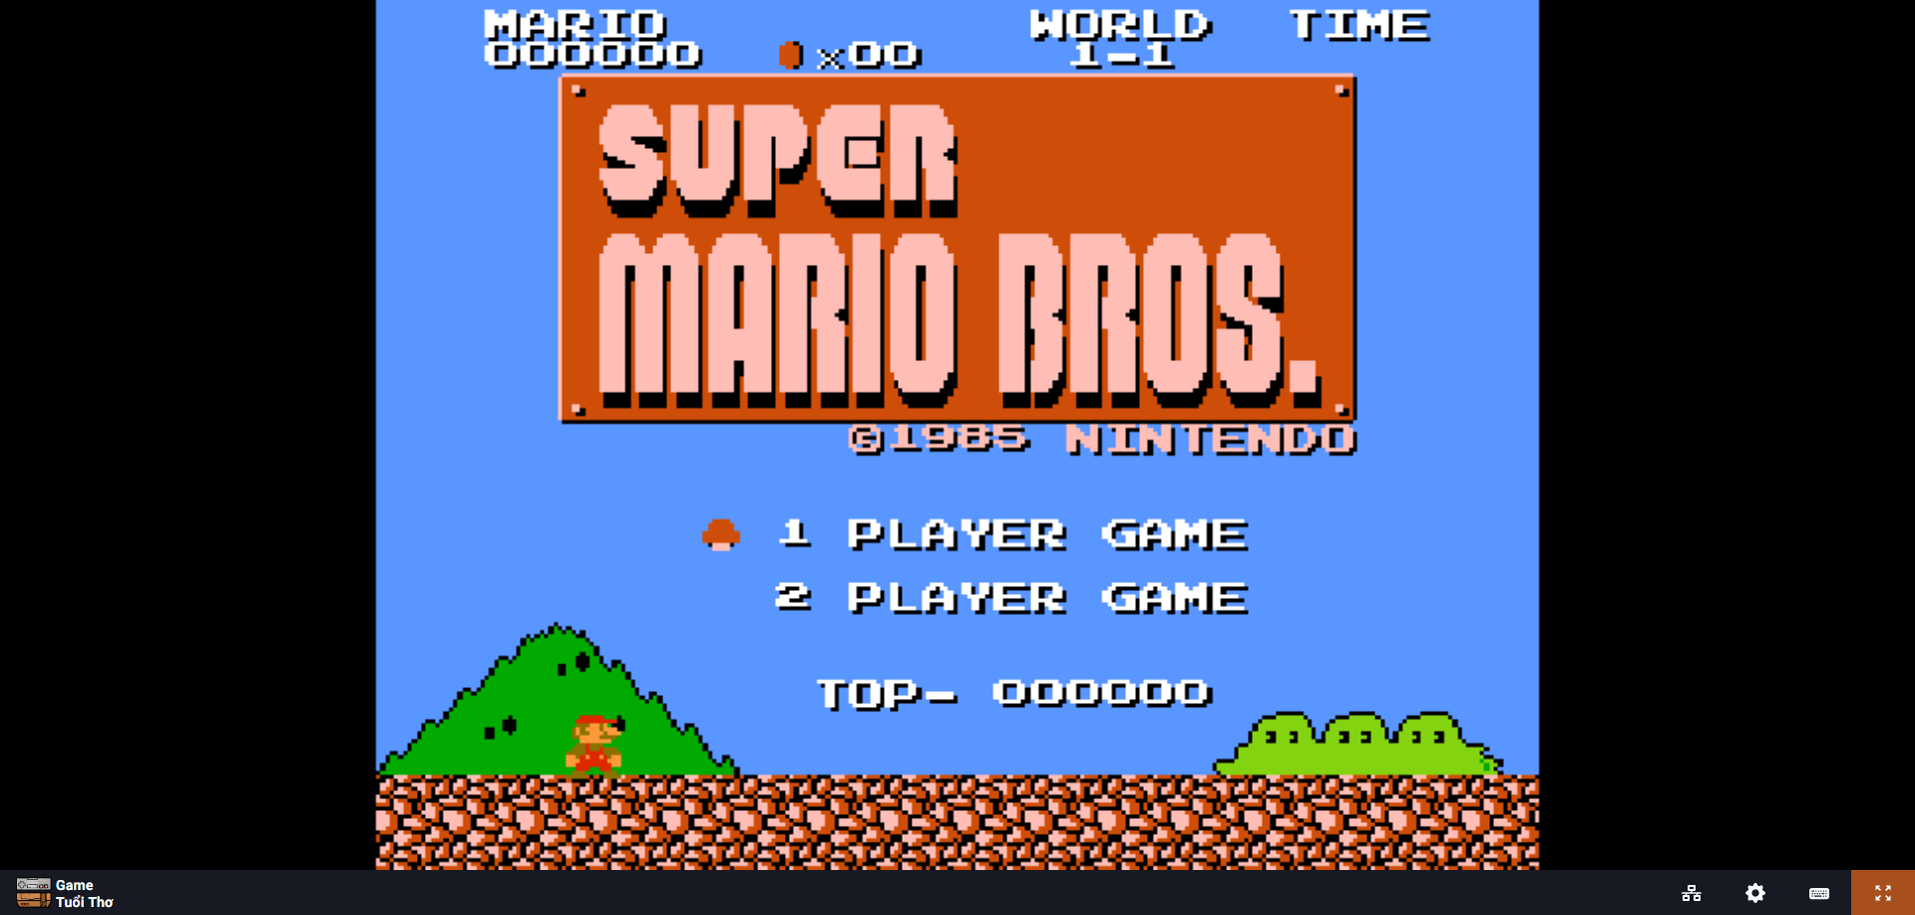 MARIO WORLD TIME
000000 ×00 1-1
SUPER
MARIO BROS.
©1985 NINTENDO
1 PLAYER GAME
2 PLAYER GAME
TOP- 000000
Game
Tuổi Thơ